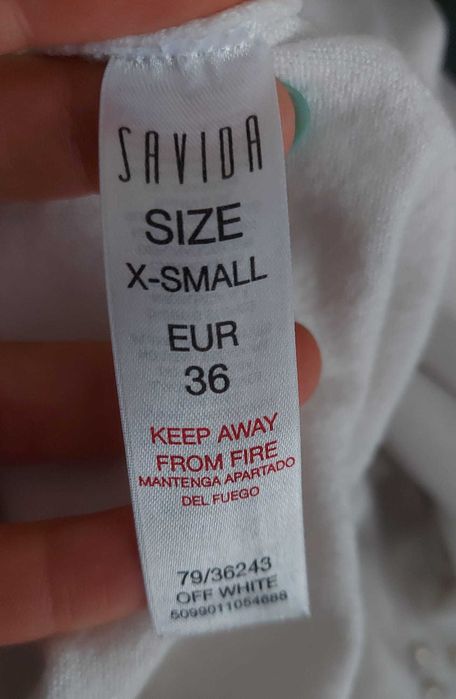 SAVIDA
SIZE
X-SMALL
EUR
36
KEEP AWAY
FROM FIRE
MANTENGA APARTADO
DEL FUEGO
79/36243
OFF WHITE
5099011054888